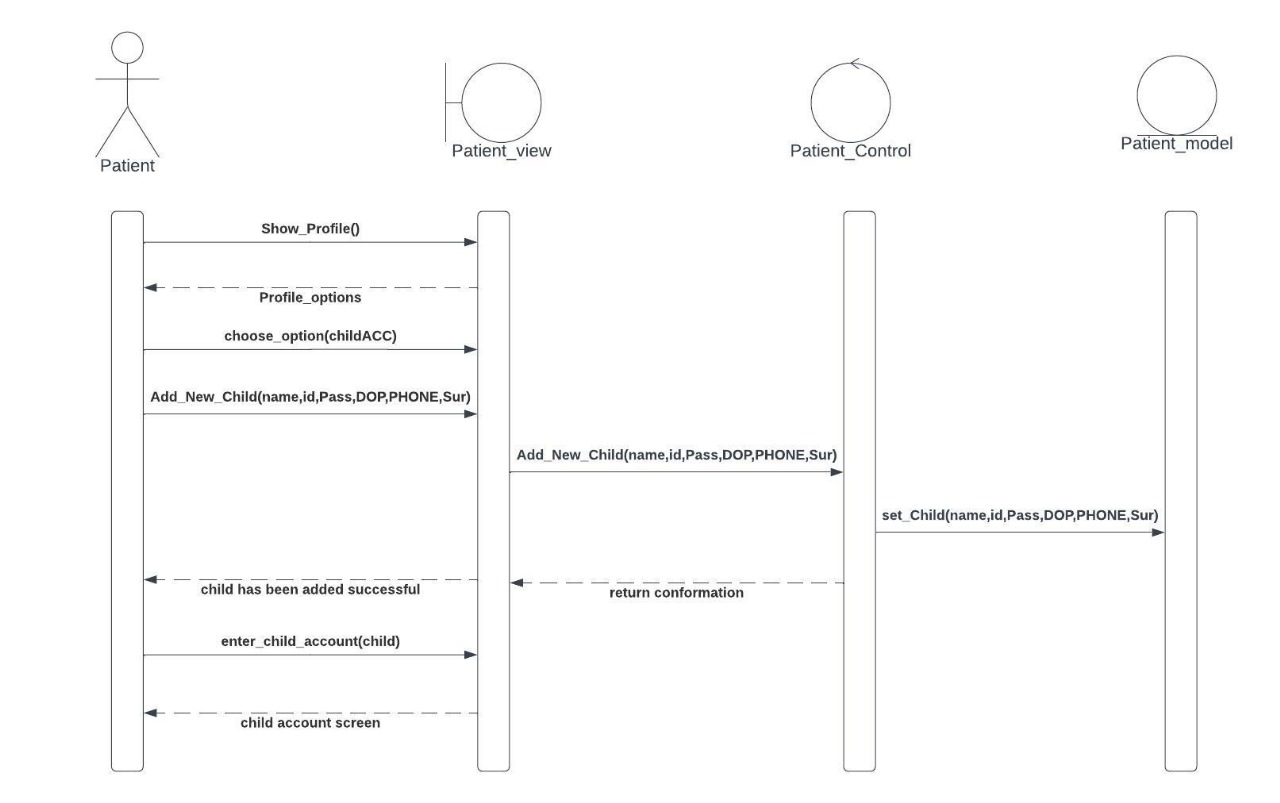 Patient
Patient_view
Patient_Control
Patient_model
Show_Profile()
Profile_options
choose_option(childACC)
Add_New_Child(name,id,Pass,DOP,PHONE,Sur)
Add_New_Child(name,id,Pass,DOP,PHONE,Sur)
set_Child(name,id,Pass,DOP,PHONE,Sur)
child has been added successful
return conformation
enter_child_account(child)
child account screen